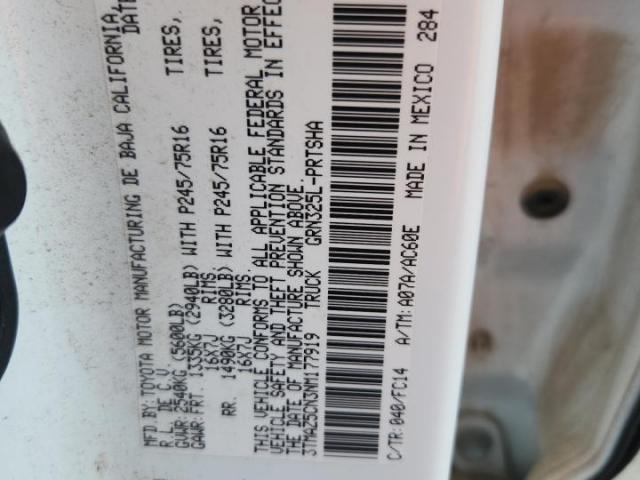 MFD.BY: TOYOTA MOTOR MANUFACTURING DE BAJA CALIFORNIA,
R.L. DE C.V. DATE
GVWR: 2540KG (5600LB)
GAWR: FRT. 1335KG (2940LB) WITH P245/75R16 TIRES,
16X7J RIMS,
RR. 1490KG (3280LB) WITH P245/75R16 TIRES,
16X7J RIMS.
THIS VEHICLE CONFORMS TO ALL APPLICABLE FEDERAL MOTOR
VEHICLE SAFETY AND THEFT PREVENTION STANDARDS IN EFFEC
THE DATE OF MANUFACTURE SHOWN ABOVE.
3TMAZ5CN3NM177919 TRUCK GRN325L-PRTSHA
C/TR: 040/FC14 A/TM: A07A/AC60E MADE IN MEXICO 284